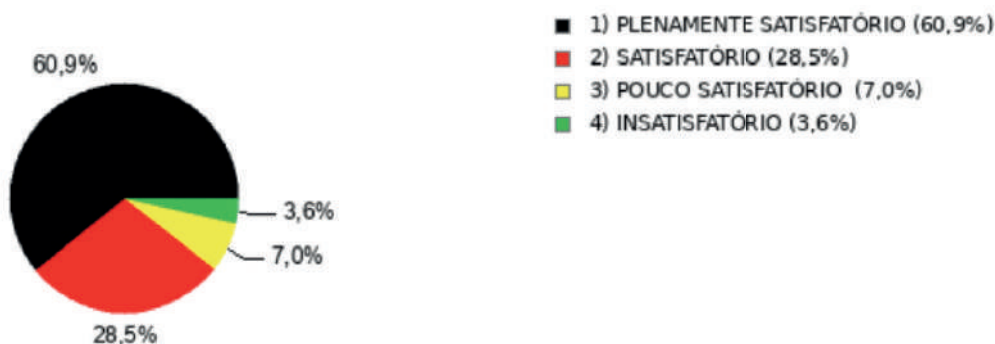 60,9%
3,6%
7,0%
28,5%
1) PLENAMENTE SATISFATÓRIO (60,9%)
2) SATISFATÓRIO (28,5%)
3) POUCO SATISFATÓRIO (7,0%)
4) INSATISFATÓRIO (3,6%)